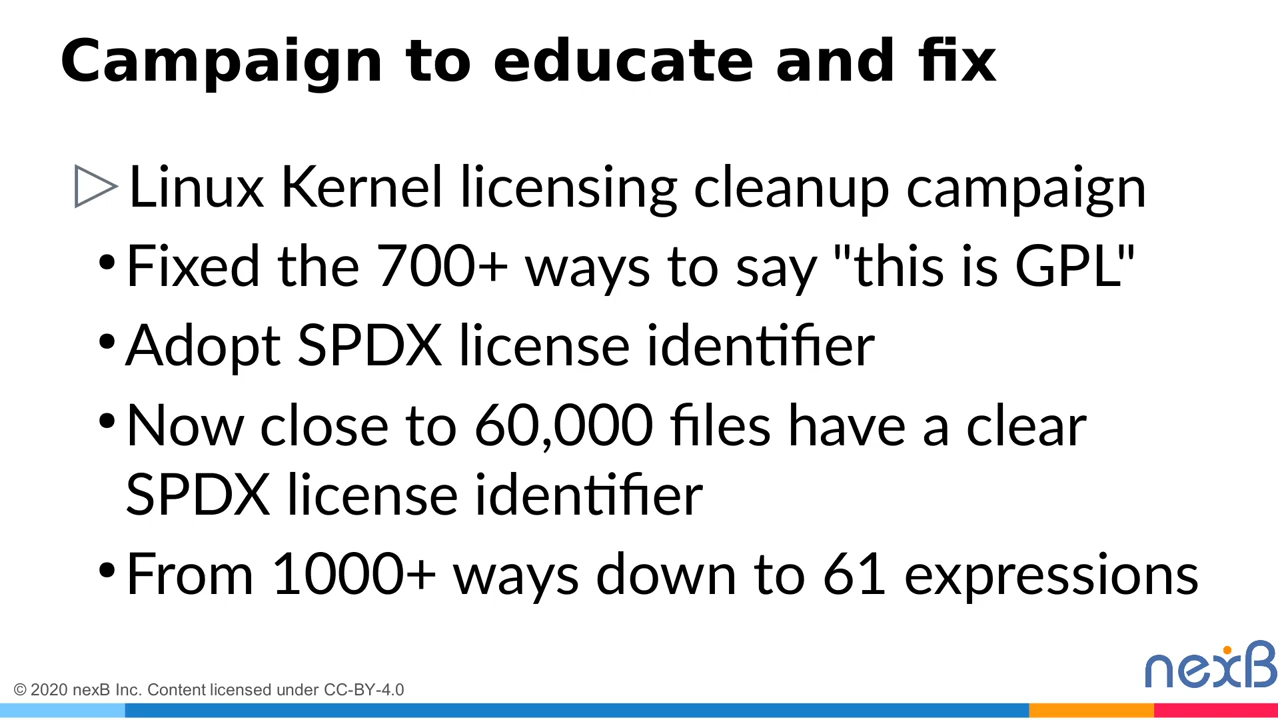 Campaign to educate and fix
▷ Linux Kernel licensing cleanup campaign
• Fixed the 700+ ways to say "this is GPL"
• Adopt SPDX license identifier
• Now close to 60,000 files have a clear
SPDX license identifier
• From 1000+ ways down to 61 expressions
nexB
© 2020 nexB Inc. Content licensed under CC-BY-4.0